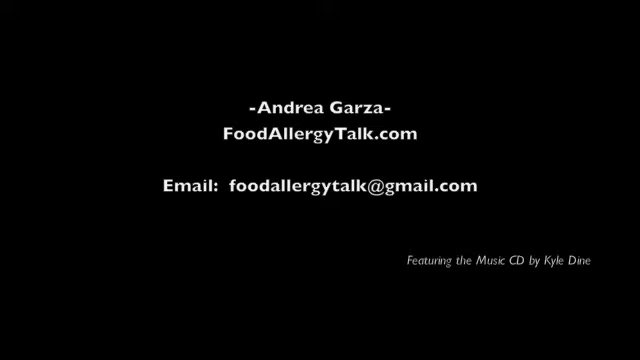 -Andrea Garza-
FoodAllergyTalk.com
Email:  foodallergytalk@gmail.com
Featuring the Music CD by Kyle Dine